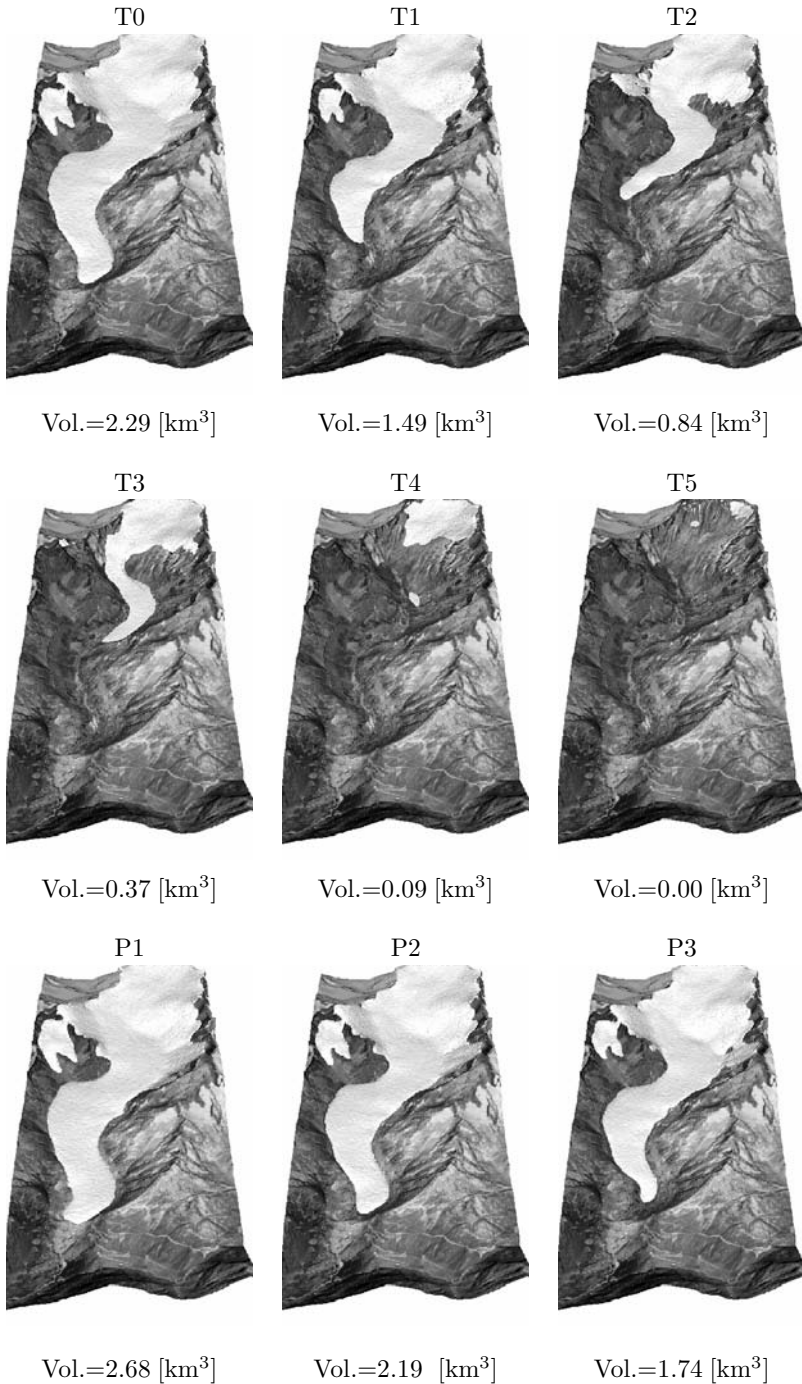 T0 T1 T2
Vol.=2.29 [km³] Vol.=1.49 [km³] Vol.=0.84 [km³]
T3 T4 T5
Vol.=0.37 [km³] Vol.=0.09 [km³] Vol.=0.00 [km³]
P1 P2 P3
Vol.=2.68 [km³] Vol.=2.19 [km³] Vol.=1.74 [km³]